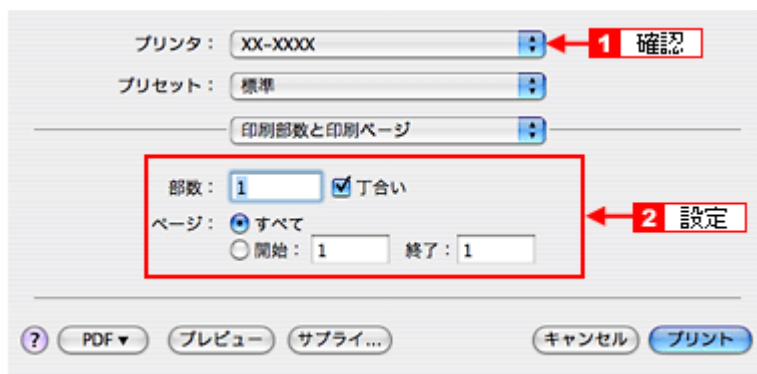 プリンタ： XX-XXXX 1 確認
プリセット： 標準
印刷部数と印刷ページ
部数： 1 丁合い
ページ： すべて 2 設定
開始： 1 終了： 1
? PDF▼ プレビュー サプライ... キャンセル プリント